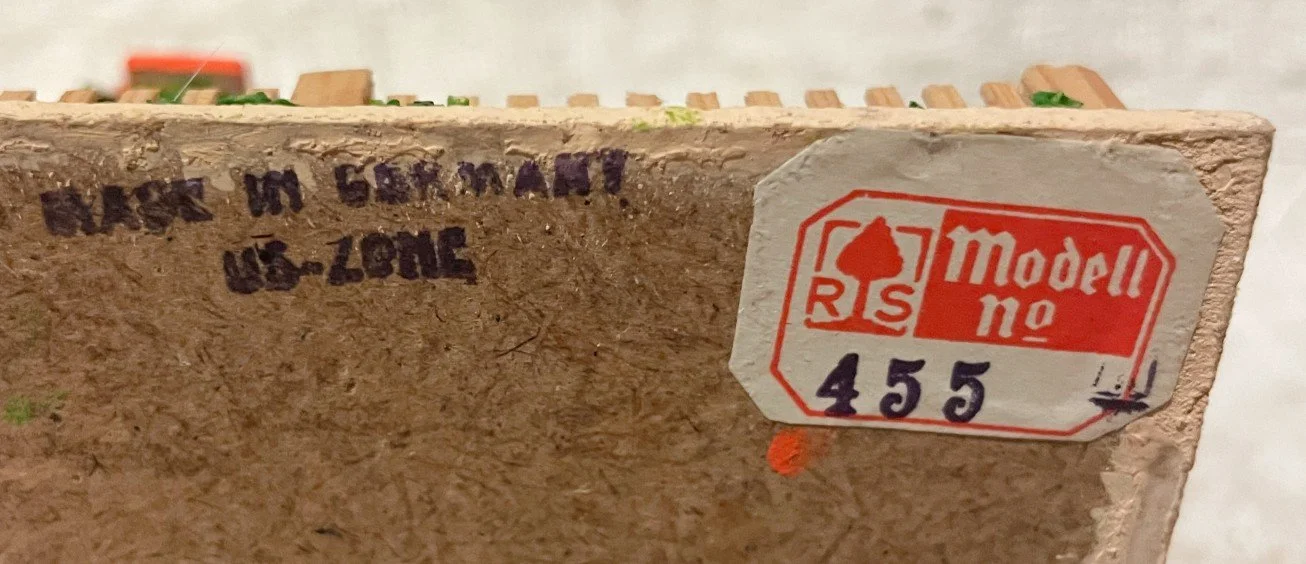 MADE IN GERMANY
US-ZONE
RS
Modell
no
455